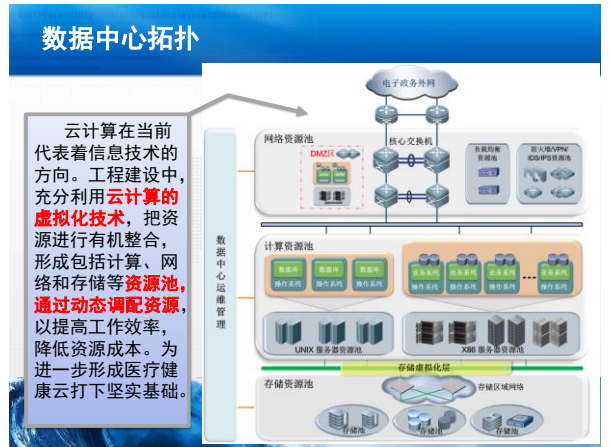 数据中心拓扑
云计算在当前
代表着信息技术的
方向。工程建设中,
充分利用云计算的
虚拟化技术，把资
源进行有机整合，
形成包括计算、网
络和存储等资源池，
通过动态调配资源，
以提高工作效率，
降低资源成本。为
进一步形成医疗健
康云打下坚实基础。
数据中心运维管理
电子政务外网
网络资源池
DMZ区
核心交换机
负载均衡
资源池
防火墙/VPN/
IDS/IPS资源池
计算资源池
数据库 数据库 数据库
操作系统 操作系统 操作系统
业务系统 业务系统 业务系统 业务系统
操作系统 操作系统 操作系统 操作系统
UNIX 服务器资源池
X86 服务器资源池
存储虚拟化层
存储资源池
存储区域网络
存储池 存储池 存储池